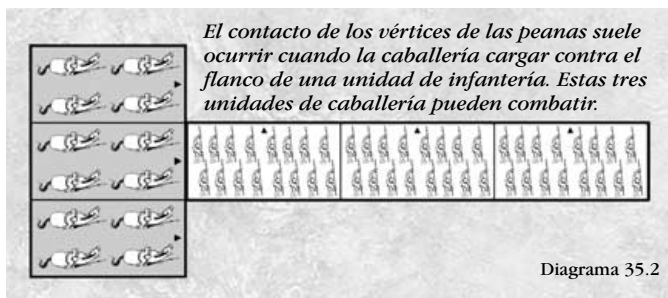 El contacto de los vértices de las peanas suele
ocurrir cuando la caballería cargar contra el
flanco de una unidad de infantería. Estas tres
unidades de caballería pueden combatir.
Diagrama 35.2